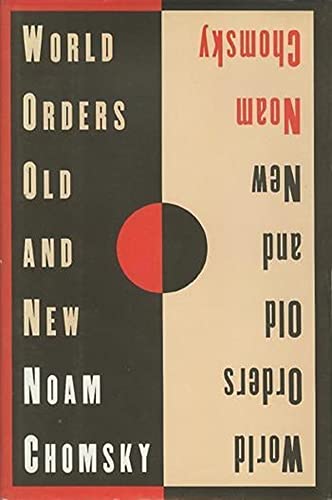 WORLD
ORDERS
OLD
AND
NEW
NOAM
CHOMSKY
World
Orders
Old
and
New
Noam
Chomsky